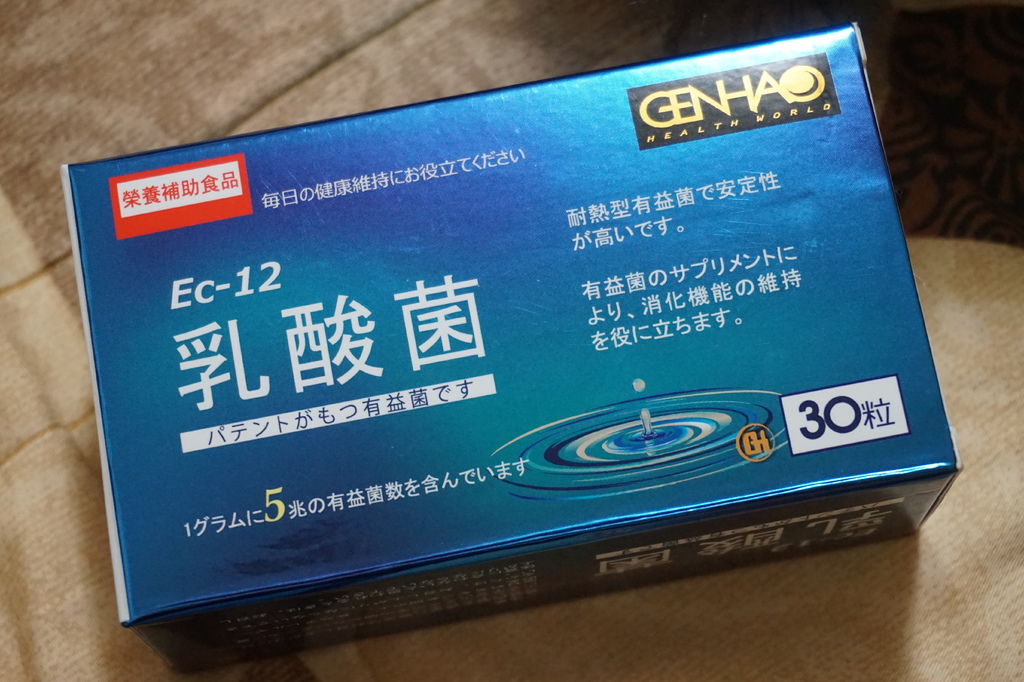 GENHAO
HEALTH WORLD
榮養補助食品
毎日の健康維持にお役立てください
耐熱型有益菌で安定性
が高いです。
有益菌のサプリメントに
より、消化機能の維持
を役に立ちます。
Ec-12
乳酸菌
パテントがもつ有益菌です
1グラムに5兆の有益菌数を含んでいます
GH
30粒